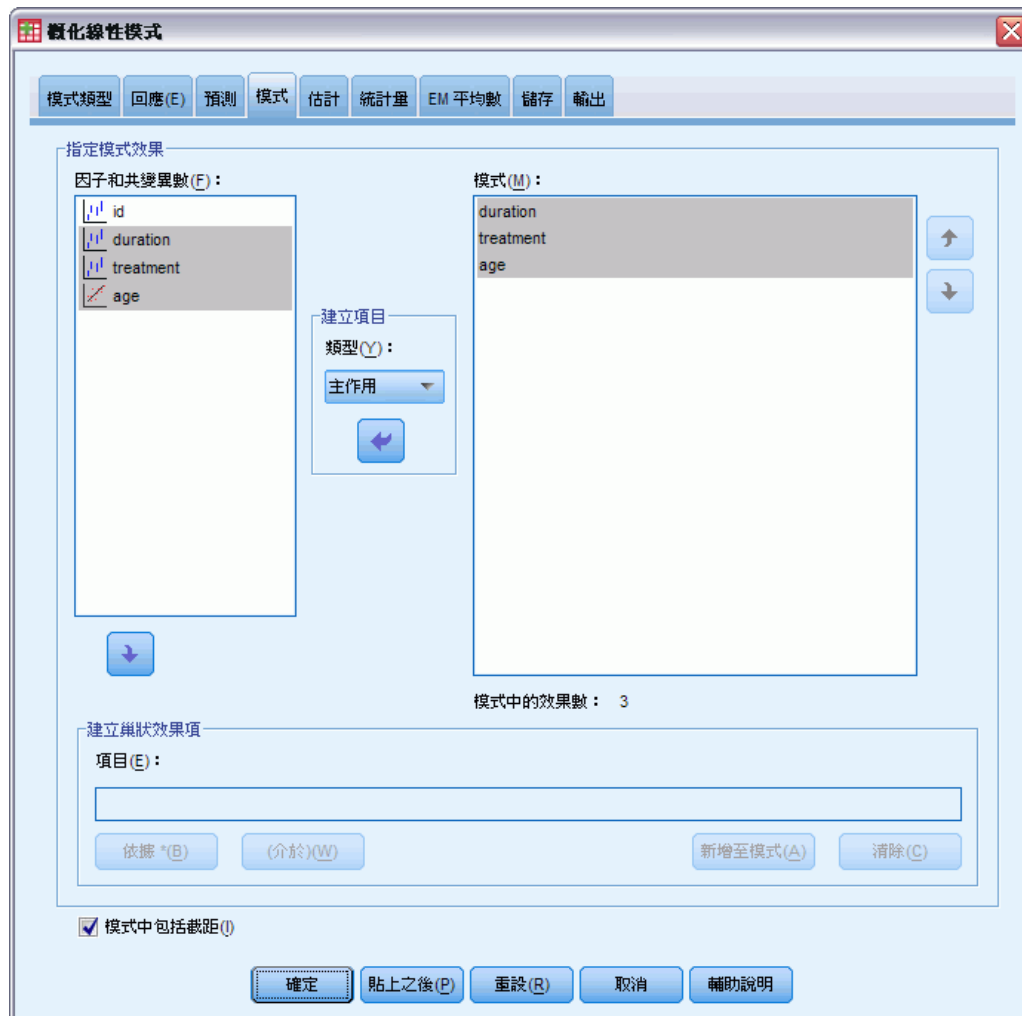 概化線性模式
模式類型 回應(E) 預測 模式 估計 統計量 EM 平均數 儲存 輸出
指定模式效果
因子和共變異數(F)：
id
duration
treatment
age
建立項目
類型(Y)：
主作用
模式(M)：
duration
treatment
age
模式中的效果數： 3
建立巢狀效果項
項目(E)：
依據 *(B) (介於)(W) 新增至模式(A) 清除(C)
模式中包括截距(I)
確定 貼上之後(P) 重設(R) 取消 輔助說明